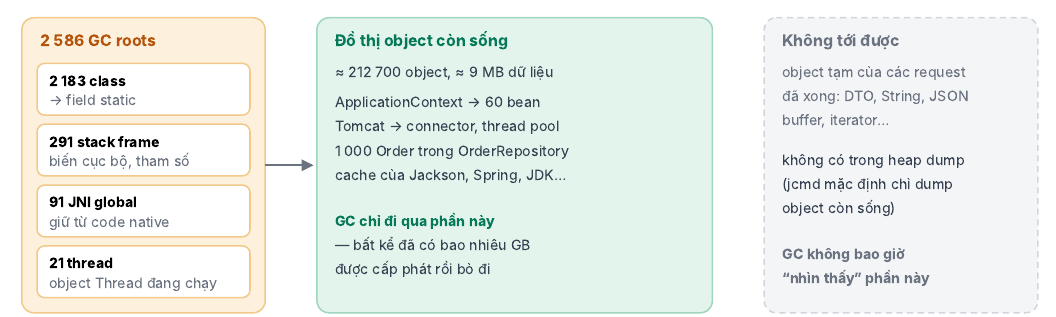 2 586 GC roots
2 183 class
→ field static
291 stack frame
biến cục bộ, tham số
91 JNI global
giữ từ code native
21 thread
object Thread đang chạy
Đồ thị object còn sống
≈ 212 700 object, ≈ 9 MB dữ liệu
ApplicationContext → 60 bean
Tomcat → connector, thread pool
1 000 Order trong OrderRepository
cache của Jackson, Spring, JDK…
GC chỉ đi qua phần này
— bất kể đã có bao nhiêu GB
được cấp phát rồi bỏ đi
Không tới được
object tạm của các request
đã xong: DTO, String, JSON
buffer, iterator…
không có trong heap dump
(jcmd mặc định chỉ dump
object còn sống)
GC không bao giờ
“nhìn thấy” phần này